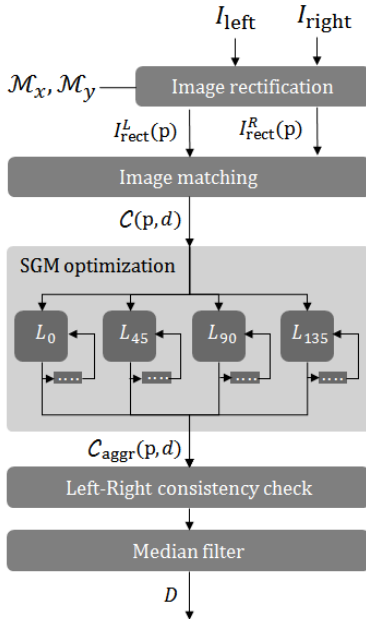 I_left I_right
ℳ_x, ℳ_y Image rectification
I^L_rect(p) I^R_rect(p)
Image matching
𝒞(p, d)
SGM optimization
L_0 L_45 L_90 L_135
𝒞_aggr(p, d)
Left-Right consistency check
Median filter
D